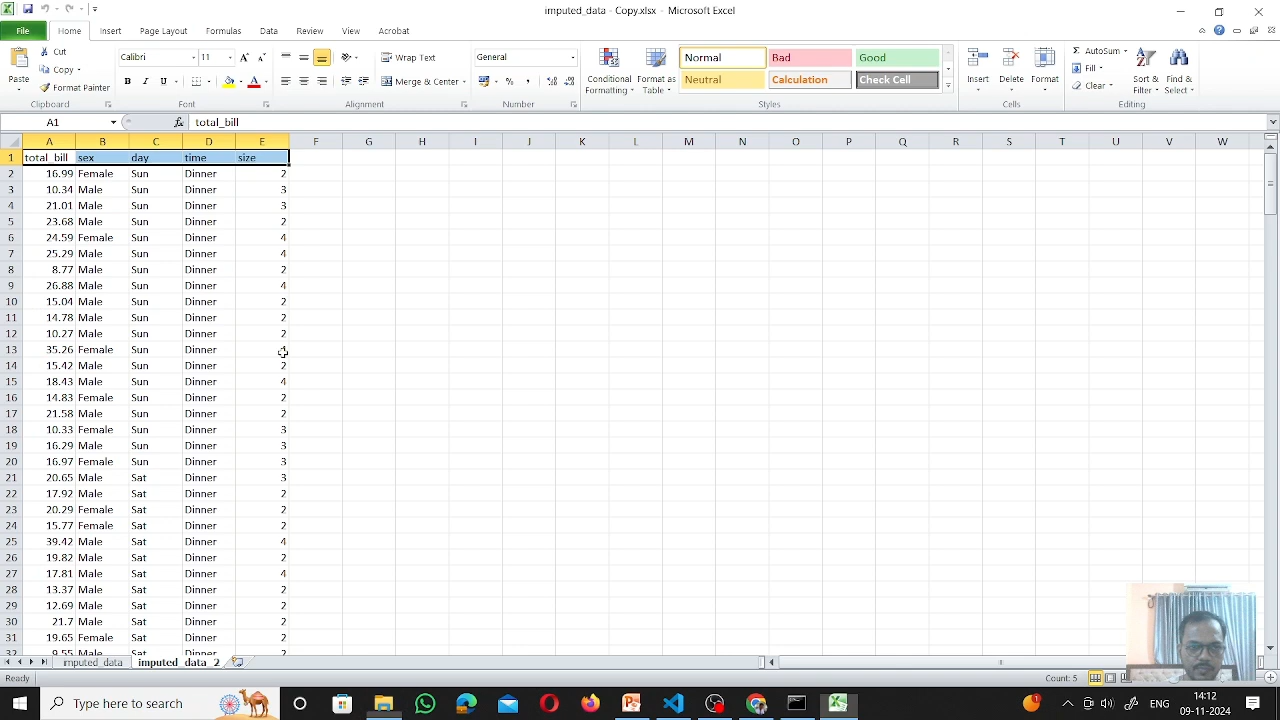 imputed_data - Copy.xlsx - Microsoft Excel
File Home Insert Page Layout Formulas Data Review View Acrobat
Paste Cut Copy Format Painter Clipboard
Calibri 11 B I U A Font
Wrap Text Merge & Center Alignment
General % , Number
Conditional Formatting Format as Table
Normal Bad Good
Neutral Calculation Check Cell
Styles
Insert Delete Format Cells
AutoSum Fill Clear Sort & Filter Find & Select Editing
A1 fx total_bill
A B C D E F G H I J K L M N O P Q R S T U V W
1 total_bill sex day time size
2 16.99 Female Sun Dinner 2
3 10.34 Male Sun Dinner 3
4 21.01 Male Sun Dinner 3
5 23.68 Male Sun Dinner 2
6 24.59 Female Sun Dinner 4
7 25.29 Male Sun Dinner 4
8 8.77 Male Sun Dinner 2
9 26.88 Male Sun Dinner 4
10 15.04 Male Sun Dinner 2
11 14.78 Male Sun Dinner 2
12 10.27 Male Sun Dinner 2
13 35.26 Female Sun Dinner
14 15.42 Male Sun Dinner 2
15 18.43 Male Sun Dinner 4
16 14.83 Female Sun Dinner 2
17 21.58 Male Sun Dinner 2
18 10.33 Female Sun Dinner 3
19 16.29 Male Sun Dinner 3
20 16.97 Female Sun Dinner 3
21 20.65 Male Sat Dinner 3
22 17.92 Male Sat Dinner 2
23 20.29 Female Sat Dinner 2
24 15.77 Female Sat Dinner 2
25 39.42 Male Sat Dinner 4
26 19.82 Male Sat Dinner 2
27 17.81 Male Sat Dinner 4
28 13.37 Male Sat Dinner 2
29 12.69 Male Sat Dinner 2
30 21.7 Male Sat Dinner 2
31 19.65 Female Sat Dinner 2
32 9.55 Male Sat Dinner 2
imputed_data imputed_data_2
Ready Count: 5
Type here to search
ENG 14:12
09-11-2024